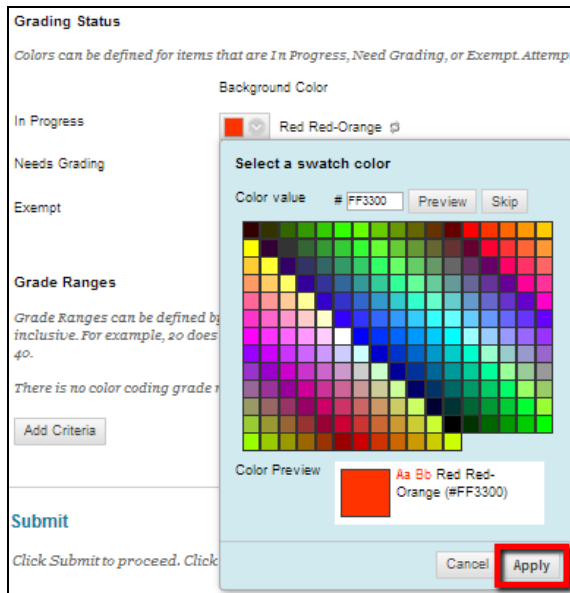 Grading Status
Colors can be defined for items that are In Progress, Need Grading, or Exempt. Attemp
Background Color
In Progress
Red Red-Orange
Needs Grading
Exempt
Select a swatch color
Color value # FF3300 Preview Skip
Grade Ranges
Grade Ranges can be defined by
inclusive. For example, 20 does
40.
There is no color coding grade r
Add Criteria
Color Preview
Aa Bb Red Red-
Orange (#FF3300)
Submit
Click Submit to proceed. Click
Cancel Apply